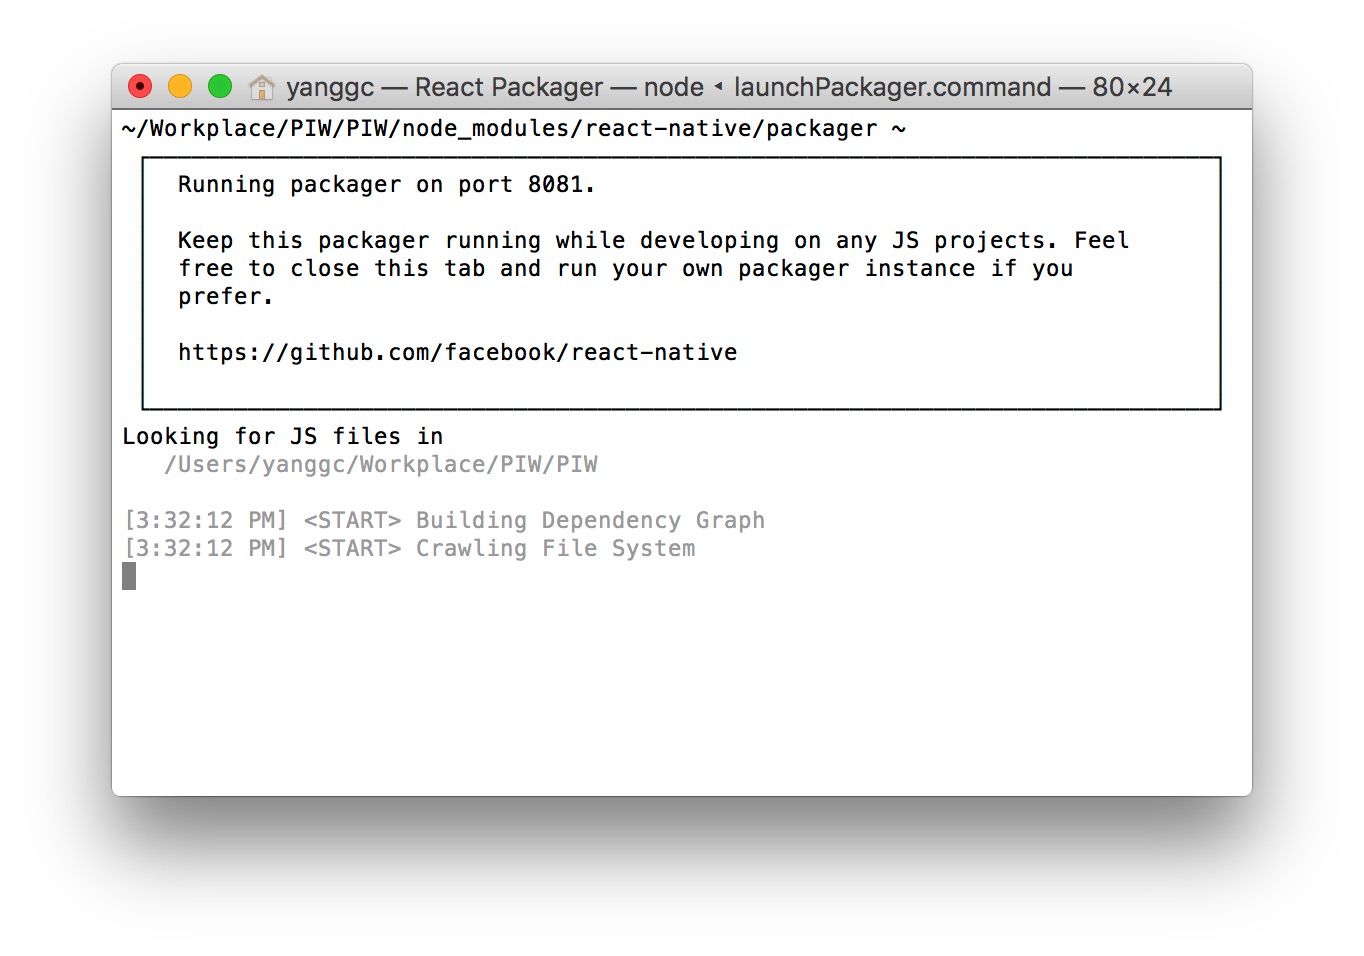 yanggc — React Packager — node ◂ launchPackager.command — 80×24
~/Workplace/PIW/PIW/node_modules/react-native/packager ~
Running packager on port 8081.
Keep this packager running while developing on any JS projects. Feel
free to close this tab and run your own packager instance if you
prefer.
https://github.com/facebook/react-native
Looking for JS files in
/Users/yanggc/Workplace/PIW/PIW
[3:32:12 PM] <START> Building Dependency Graph
[3:32:12 PM] <START> Crawling File System